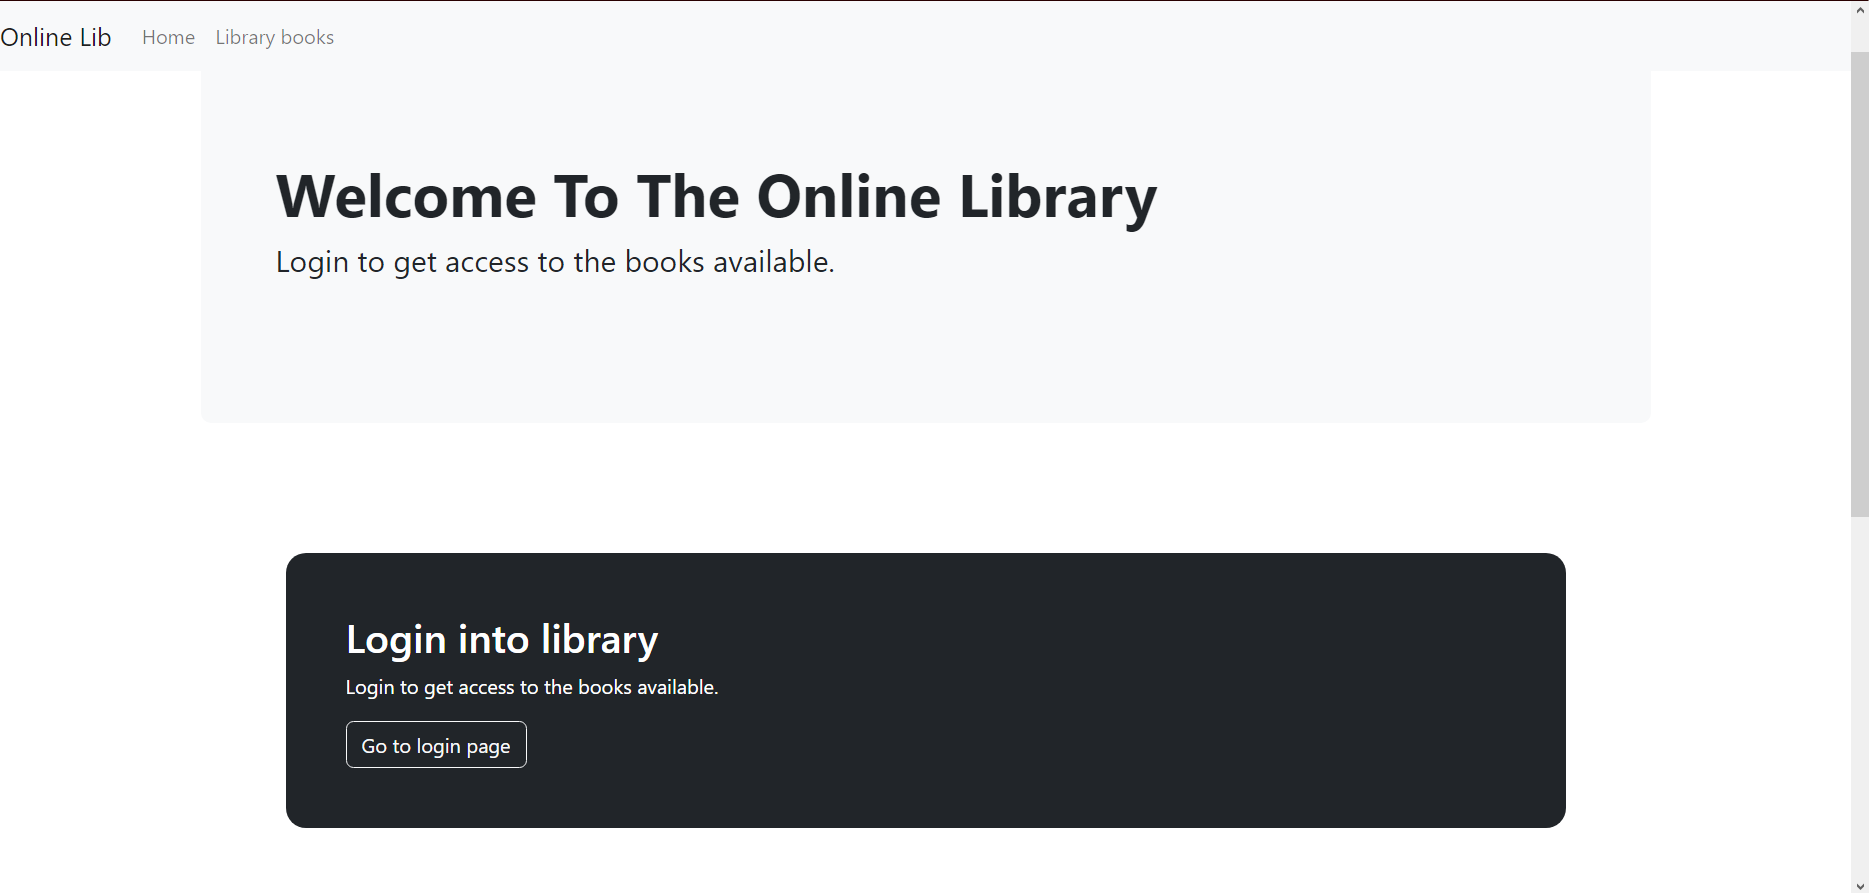 Online Lib Home Library books
Welcome To The Online Library
Login to get access to the books available.
Login into library
Login to get access to the books available.
Go to login page